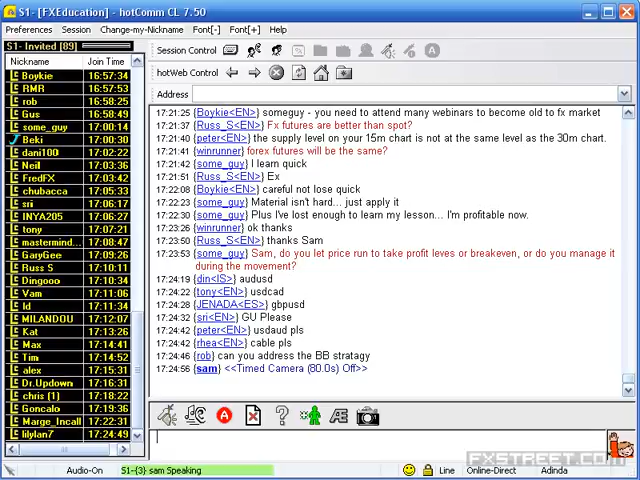 S1- [FXEducation] - hotComm CL 7.50
Preferences Session Change-my-Nickname Font[-] Font[+] Help
S1- Invited [89]
Nickname Join Time
Boykie 16:57:34
RMR 16:57:53
rob 16:58:25
Gus 16:58:45
some_guy 17:00:14
Beki 17:00:30
dani100 17:02:22
Neil 17:03:36
FredFX 17:03:42
chubacca 17:05:33
sri 17:06:17
INYA205 17:06:27
tony 17:07:21
mastermind... 17:08:47
GaryGee 17:09:26
Russ S 17:10:11
Dingooo 17:10:34
Vam 17:11:06
Id 17:11:34
MILANDOU 17:12:07
Kat 17:13:26
Max 17:14:41
Tim 17:14:52
alex 17:15:31
Dr.Updown 17:16:31
chris (1) 17:18:22
Goncalo 17:19:36
Marge_Incall 17:22:31
lilylan7 17:24:49
Session Control
hotWeb Control
Address
17:21:25 {Boykie<EN>} someguy - you need to attend many webinars to become old to fx market
17:21:37 {Russ_S<EN>} Fx futures are better than spot?
17:21:40 {peter<EN>} the supply level on your 15m chart is not at the same level as the 30m chart.
17:21:41 {winrunner} forex futures will be the same?
17:21:42 {some_guy} I learn quick
17:21:51 {Russ_S<EN>} Ex
17:22:08 {Boykie<EN>} careful not lose quick
17:22:23 {some_guy} Material isn't hard... just apply it
17:22:30 {some_guy} Plus I've lost enough to learn my lesson... I'm profitable now.
17:23:26 {winrunner} ok thanks
17:23:50 {Russ_S<EN>} thanks Sam
17:23:53 {some_guy} Sam, do you let price run to take profit leves or breakeven, or do you manage it
during the movement?
17:24:19 {din<IS>} audusd
17:24:22 {tony<EN>} usdcad
17:24:28 {JENADA<ES>} gbpusd
17:24:32 {sri<EN>} GU Please
17:24:42 {peter<EN>} usdaud pls
17:24:42 {rhea<EN>} cable pls
17:24:46 {rob} can you address the BB stratagy
17:24:56 {sam} <<Timed Camera (80.0s) Off>>
FXSTREET.COM
Audio-On S1-{3} sam Speaking Line Online-Direct Adinda